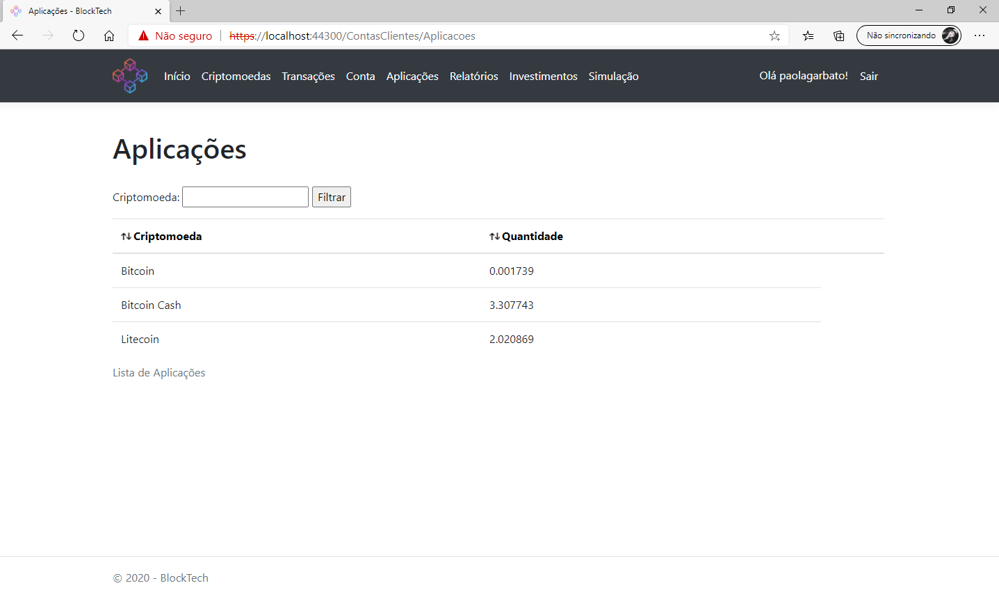 Aplicações - BlockTech
Não seguro https://localhost:44300/ContasClientes/Aplicacoes Não sincronizando
Início Criptomoedas Transações Conta Aplicações Relatórios Investimentos Simulação Olá paolagarbato! Sair
Aplicações
Criptomoeda: Filtrar
Criptomoeda Quantidade
Bitcoin 0.001739
Bitcoin Cash 3.307743
Litecoin 2.020869
Lista de Aplicações
© 2020 - BlockTech